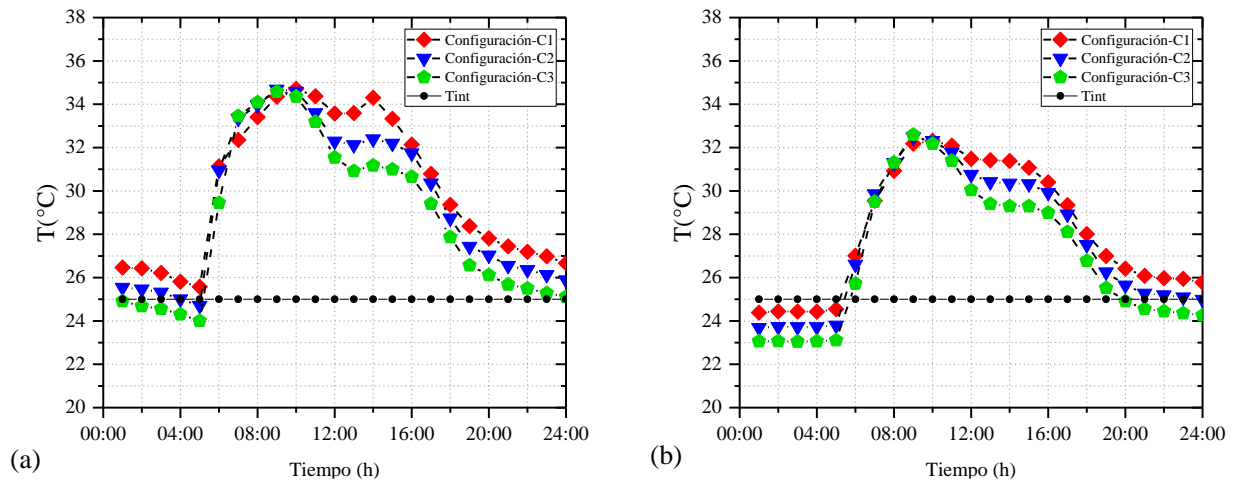 38
36
34
32
30
28
26
24
22
20
T(°C)
00:00 04:00 08:00 12:00 16:00 20:00 24:00
Tiempo (h)
Configuración-C1
Configuración-C2
Configuración-C3
Tint
(a)
38
36
34
32
30
28
26
24
22
20
T(°C)
00:00 04:00 08:00 12:00 16:00 20:00 24:00
Tiempo (h)
Configuración-C1
Configuración-C2
Configuración-C3
Tint
(b)